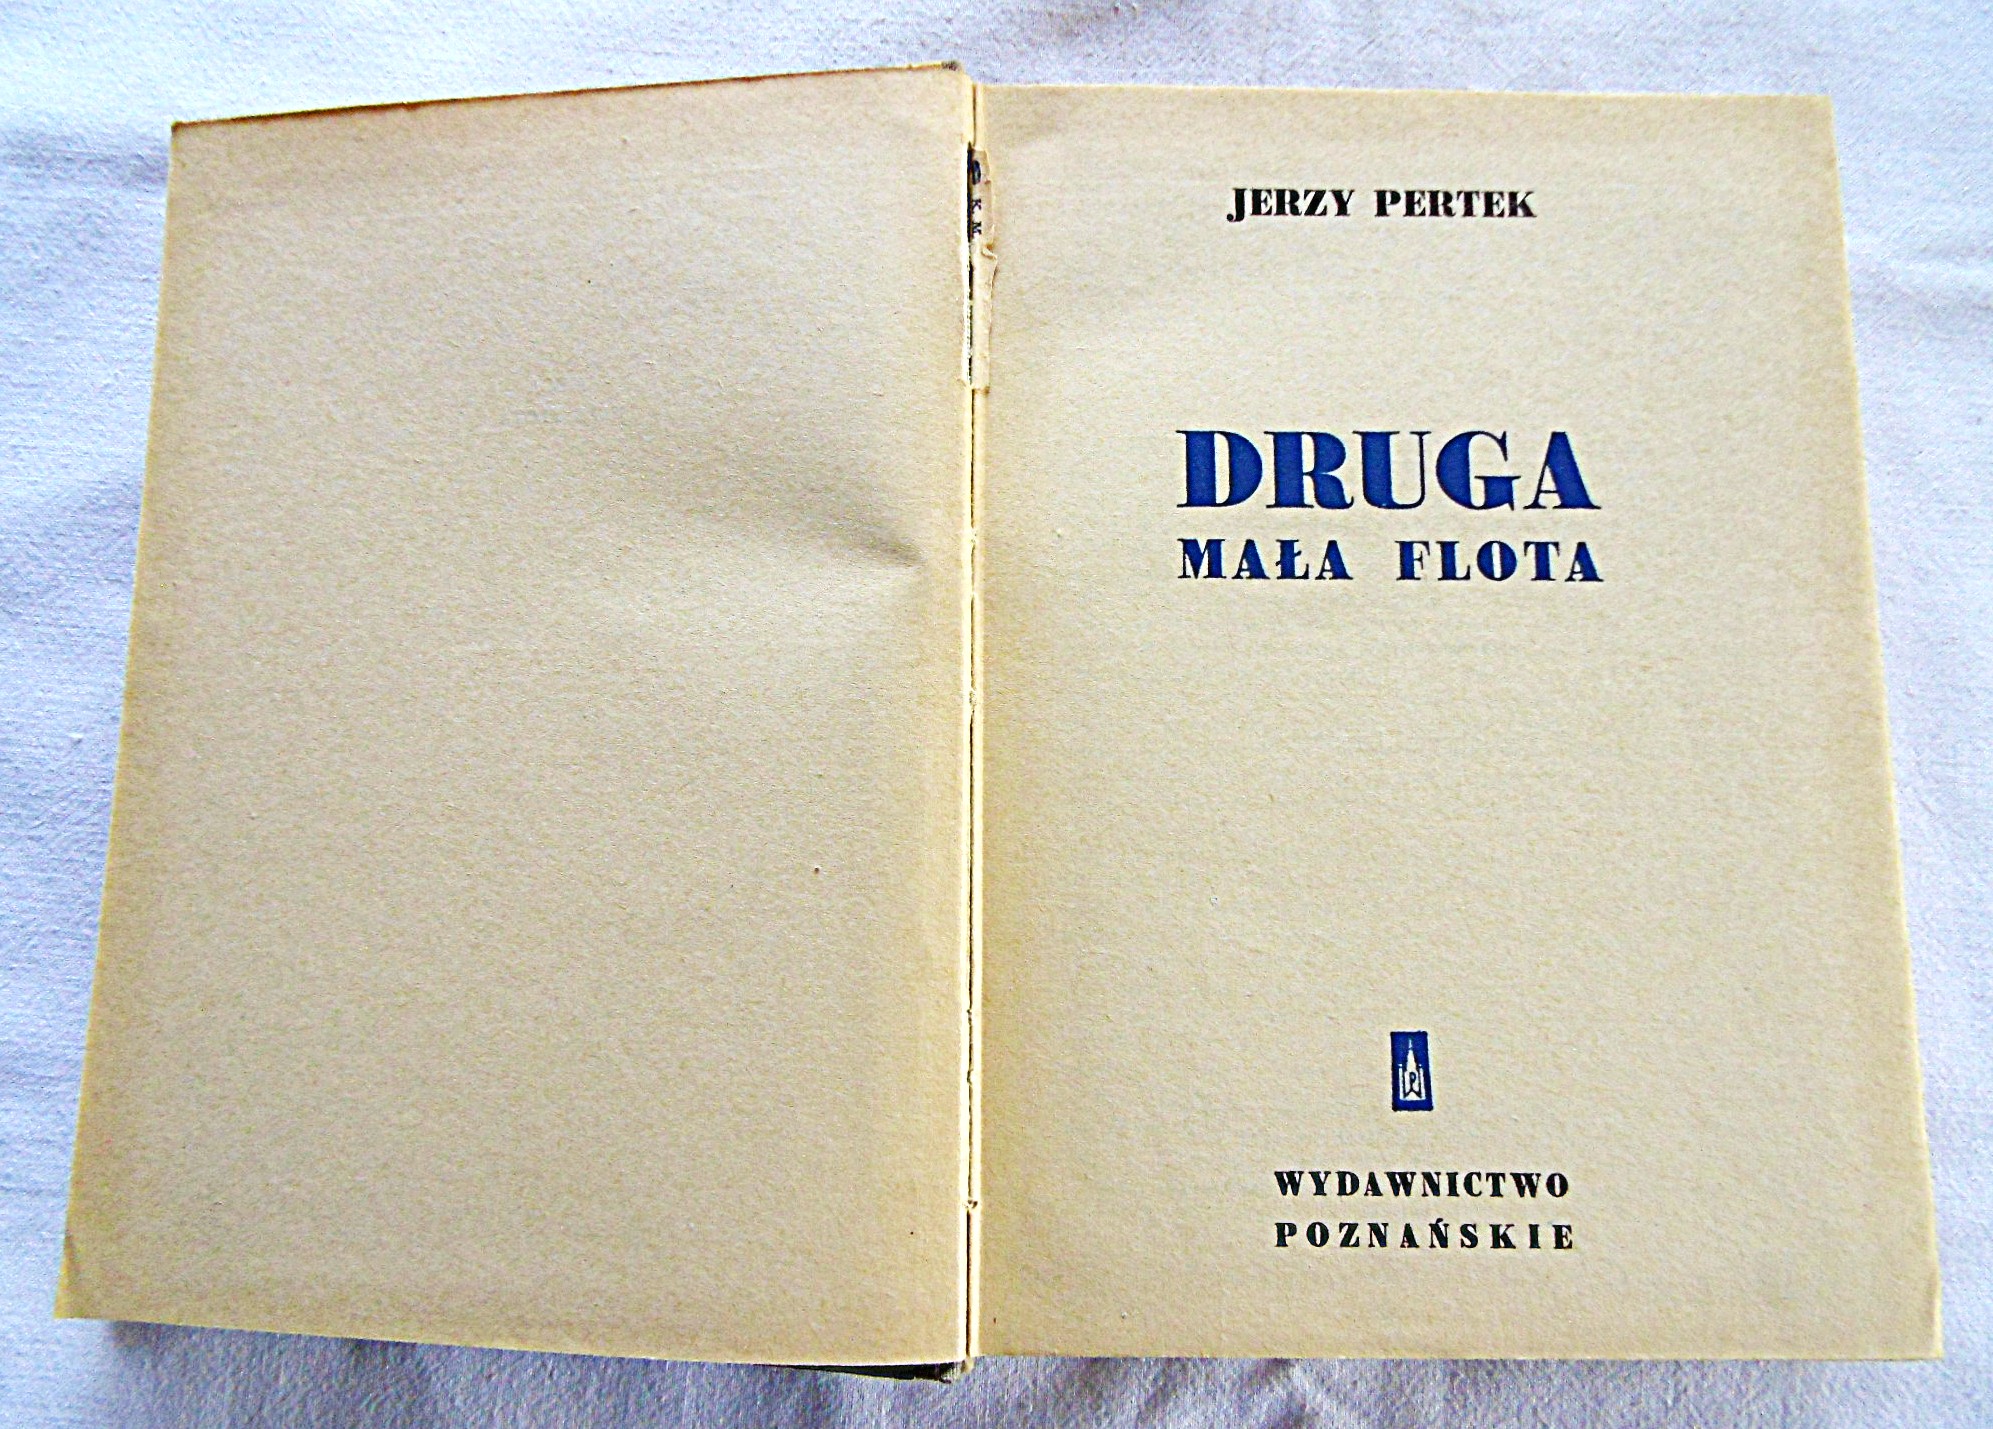 JERZY PERTEK
DRUGA
MAŁA FLOTA
WYDAWNICTWO
POZNAŃSKIE